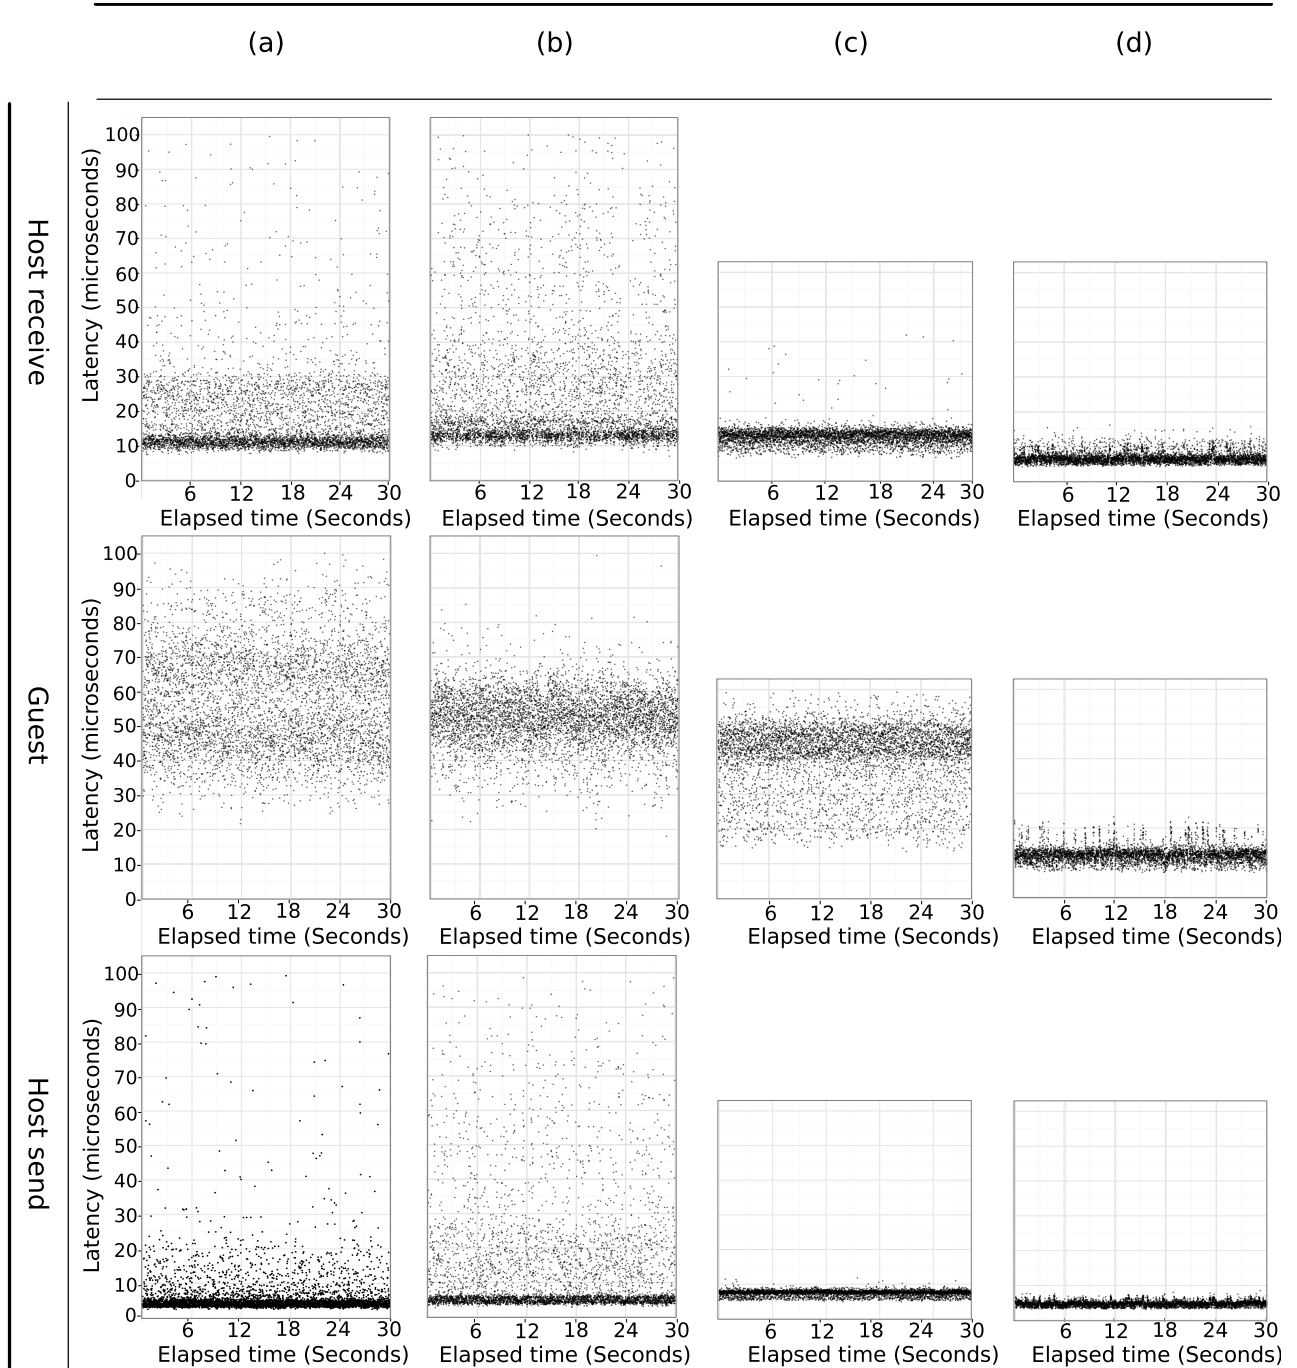 (a) (b) (c) (d)
Host receive
Latency (microseconds)
100
90
80
70
60
50
40
30
20
10
0
6 12 18 24 30 6 12 18 24 30 6 12 18 24 30 6 12 18 24 30
Elapsed time (Seconds) Elapsed time (Seconds) Elapsed time (Seconds) Elapsed time (Seconds)
Guest
Latency (microseconds)
100
90
80
70
60
50
40
30
20
10
0
6 12 18 24 30 6 12 18 24 30 6 12 18 24 30 6 12 18 24 30
Elapsed time (Seconds) Elapsed time (Seconds) Elapsed time (Seconds) Elapsed time (Seconds)
Host send
Latency (microseconds)
100
90
80
70
60
50
40
30
20
10
0
6 12 18 24 30 6 12 18 24 30 6 12 18 24 30 6 12 18 24 30
Elapsed time (Seconds) Elapsed time (Seconds) Elapsed time (Seconds) Elapsed time (Seconds)